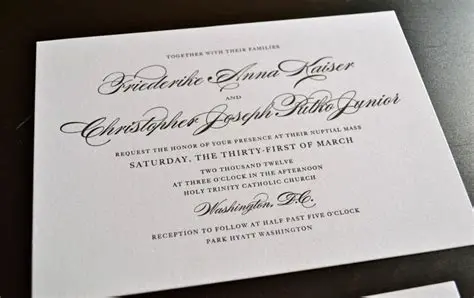 TOGETHER WITH THEIR FAMILIES
Friederike Anna Kaiser
AND
Christopher Joseph Ritko Junior
REQUEST THE HONOR OF YOUR PRESENCE AT THEIR NUPTIAL MASS
SATURDAY, THE THIRTY-FIRST OF MARCH
TWO THOUSAND TWELVE
AT THREE O'CLOCK IN THE AFTERNOON
HOLY TRINITY CATHOLIC CHURCH
Washington, D.C.
RECEPTION TO FOLLOW AT HALF PAST FIVE O'CLOCK
PARK HYATT WASHINGTON